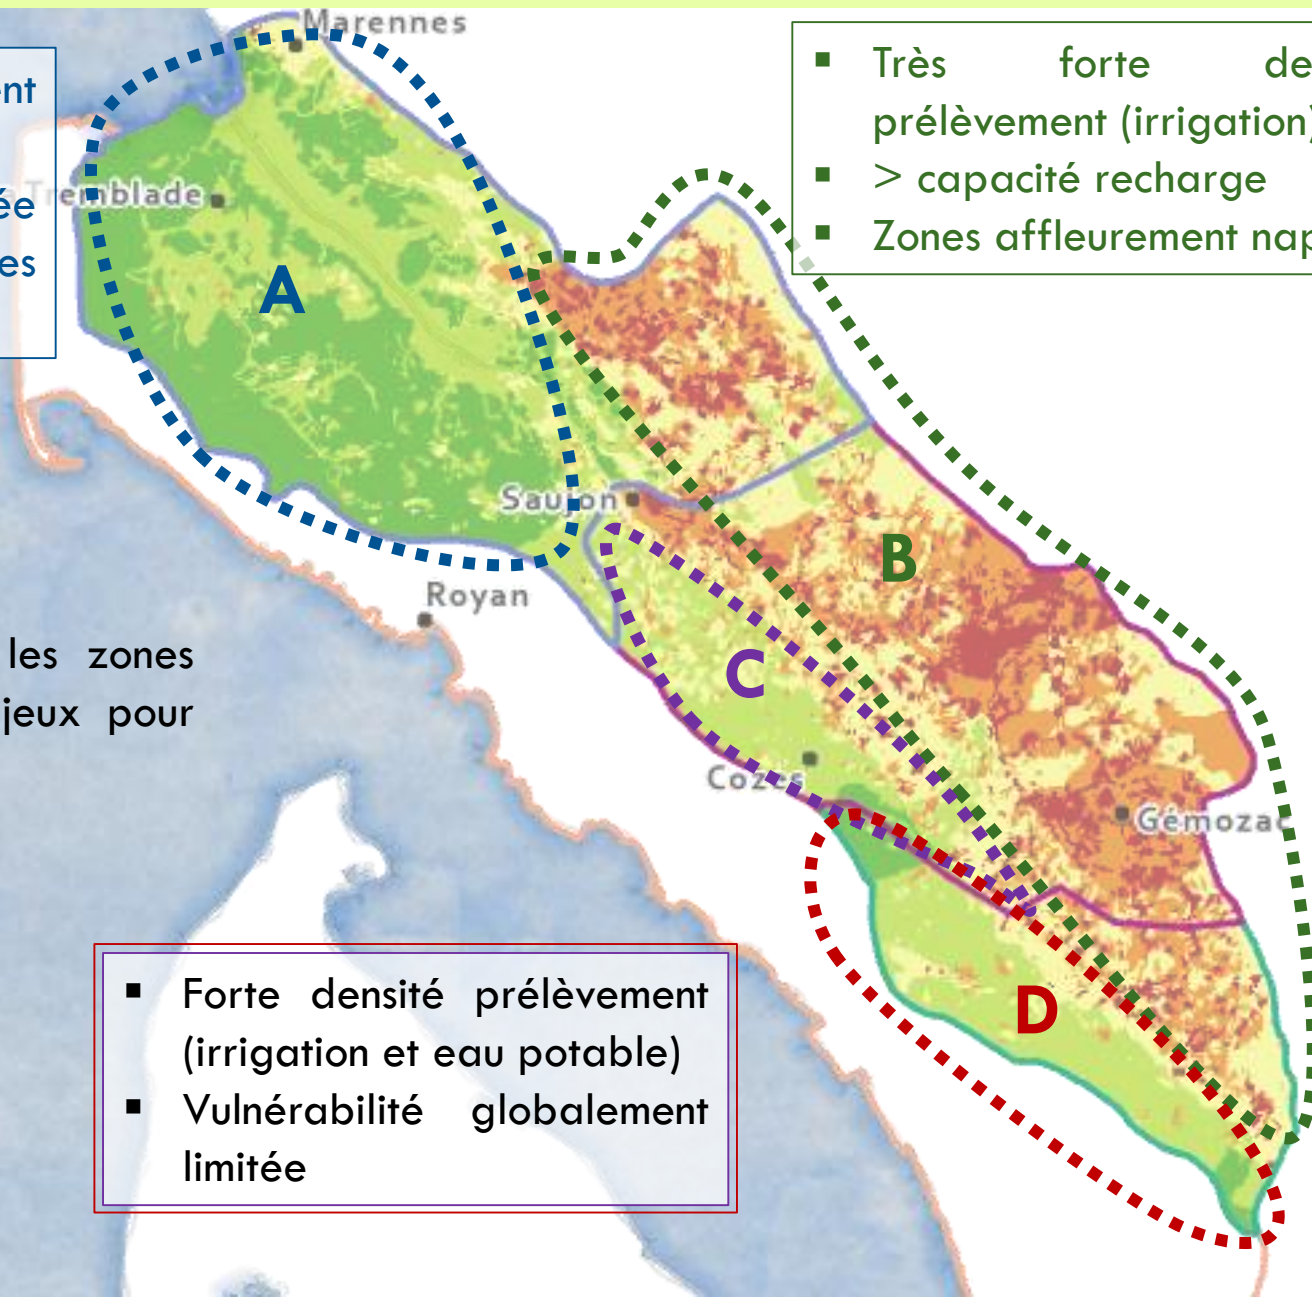 Marennes
ent
ée
es
Tremblade
A
▪ Très forte de
prélèvement (irrigation)
▪ > capacité recharge
▪ Zones affleurement nap
Saujon
B
Royan
les zones
jeux pour
C
Cozes
Gémozac
D
▪ Forte densité prélèvement
(irrigation et eau potable)
▪ Vulnérabilité globalement
limitée